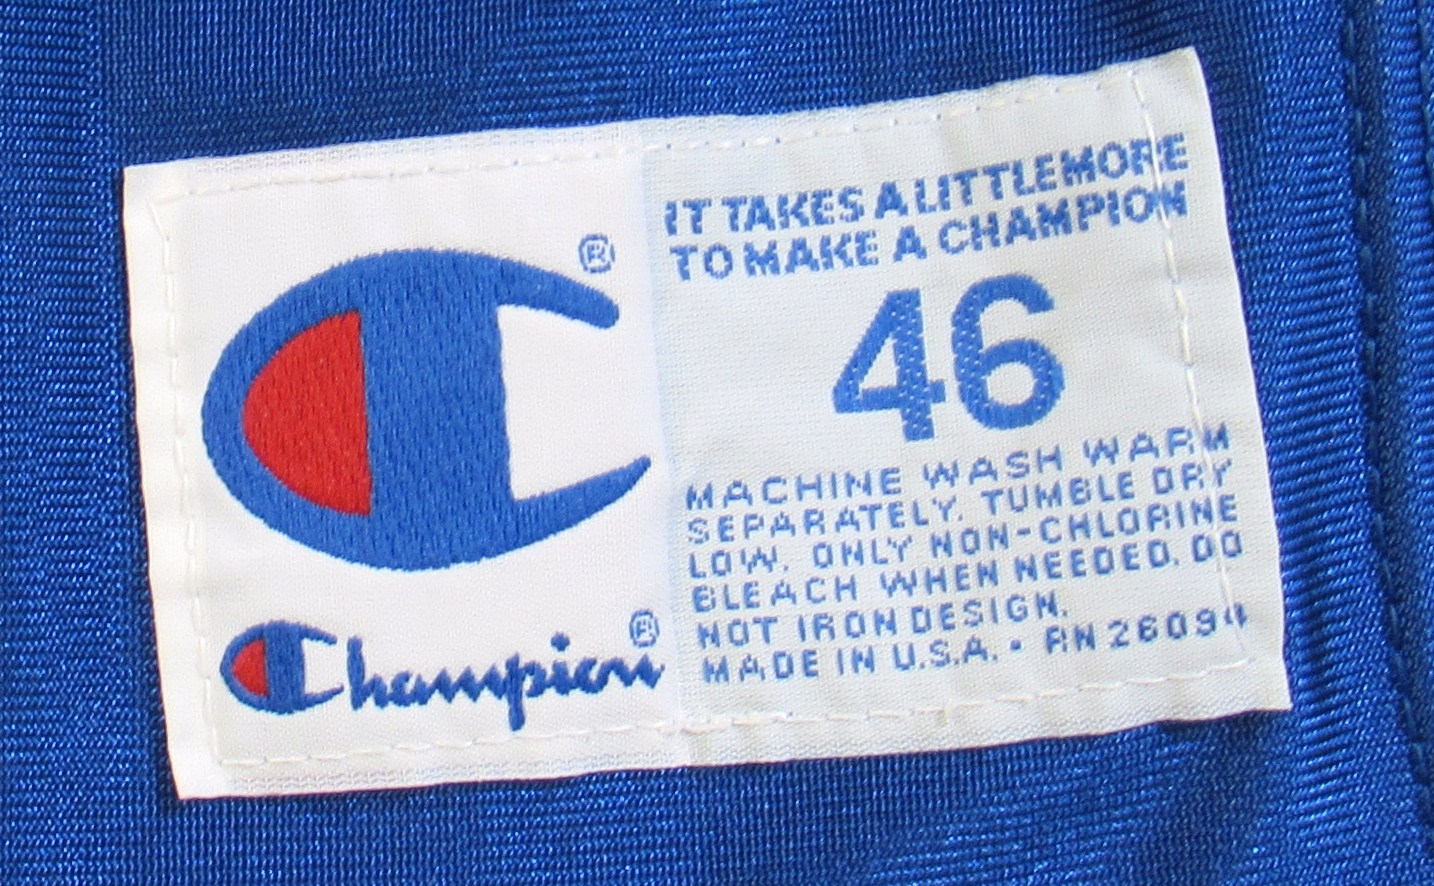 IT TAKES A LITTLE MORE
TO MAKE A CHAMPION
46
MACHINE WASH WARM
SEPARATELY. TUMBLE DRY
LOW. ONLY NON-CHLORINE
BLEACH WHEN NEEDED. DO
NOT IRON DESIGN.
MADE IN U.S.A. • RN 26094
®
Champion®